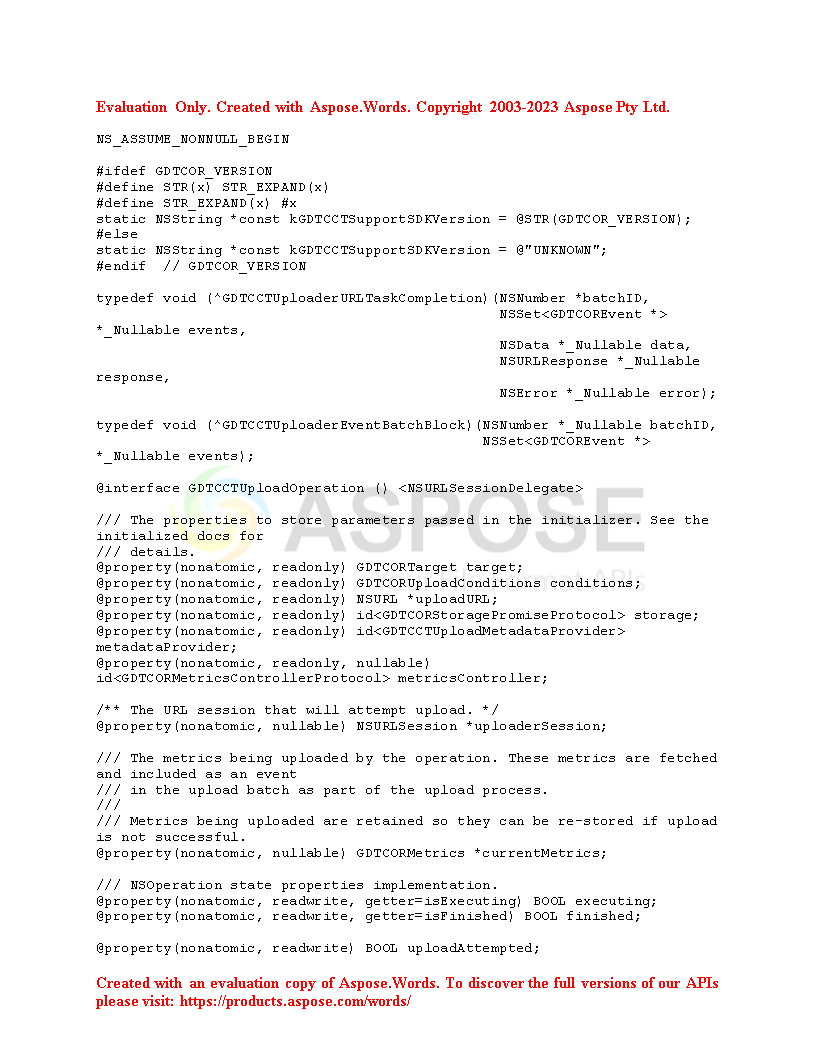 Evaluation Only. Created with Aspose.Words. Copyright 2003-2023 Aspose Pty Ltd.
NS_ASSUME_NONNULL_BEGIN
#ifdef GDTCOR_VERSION
#define STR(x) STR_EXPAND(x)
#define STR_EXPAND(x) #x
static NSString *const kGDTCCTSupportSDKVersion = @STR(GDTCOR_VERSION);
#else
static NSString *const kGDTCCTSupportSDKVersion = @"UNKNOWN";
#endif  // GDTCOR_VERSION
typedef void (^GDTCCTUploaderURLTaskCompletion)(NSNumber *batchID,
NSSet<GDTCOREvent *>
*_Nullable events,
NSData *_Nullable data,
NSURLResponse *_Nullable
response,
NSError *_Nullable error);
typedef void (^GDTCCTUploaderEventBatchBlock)(NSNumber *_Nullable batchID,
NSSet<GDTCOREvent *>
*_Nullable events);
@interface GDTCCTUploadOperation () <NSURLSessionDelegate>
ASPOSE
/// The properties to store parameters passed in the initializer. See the
initialized docs for
/// details.
@property(nonatomic, readonly) GDTCORTarget target;
@property(nonatomic, readonly) GDTCORUploadConditions conditions;
@property(nonatomic, readonly) NSURL *uploadURL;
@property(nonatomic, readonly) id<GDTCORStoragePromiseProtocol> storage;
@property(nonatomic, readonly) id<GDTCCTUploadMetadataProvider>
metadataProvider;
@property(nonatomic, readonly, nullable)
id<GDTCORMetricsControllerProtocol> metricsController;
/** The URL session that will attempt upload. */
@property(nonatomic, nullable) NSURLSession *uploaderSession;
/// The metrics being uploaded by the operation. These metrics are fetched
and included as an event
/// in the upload batch as part of the upload process.
///
/// Metrics being uploaded are retained so they can be re-stored if upload
is not successful.
@property(nonatomic, nullable) GDTCORMetrics *currentMetrics;
/// NSOperation state properties implementation.
@property(nonatomic, readwrite, getter=isExecuting) BOOL executing;
@property(nonatomic, readwrite, getter=isFinished) BOOL finished;
@property(nonatomic, readwrite) BOOL uploadAttempted;
Created with an evaluation copy of Aspose.Words. To discover the full versions of our APIs
please visit: https://products.aspose.com/words/